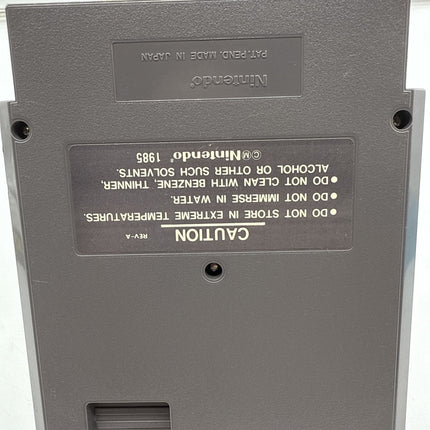 CAUTION REV-A
● DO NOT STORE IN EXTREME TEMPERATURES.
● DO NOT IMMERSE IN WATER.
● DO NOT CLEAN WITH BENZENE, THINNER,
ALCOHOL OR OTHER SUCH SOLVENTS.
©M Nintendo® 1985
Nintendo®
PAT. PEND. MADE IN JAPAN